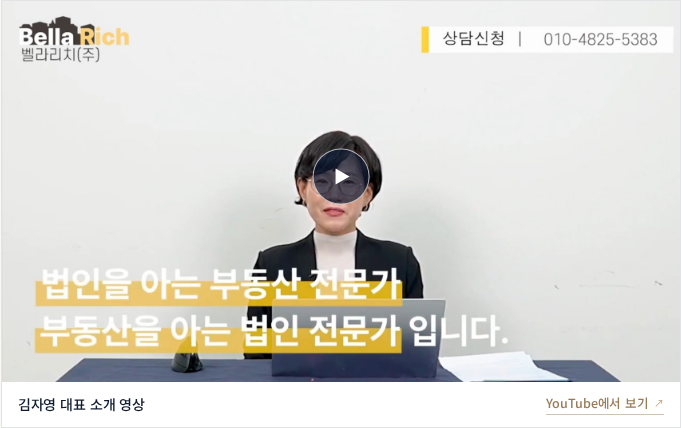 Bella Rich
벨라리치(주)
상담신청 | 010-4825-5383
법인을 아는 부동산 전문가
부동산을 아는 법인 전문가 입니다.
김자영 대표 소개 영상
YouTube에서 보기 ↗